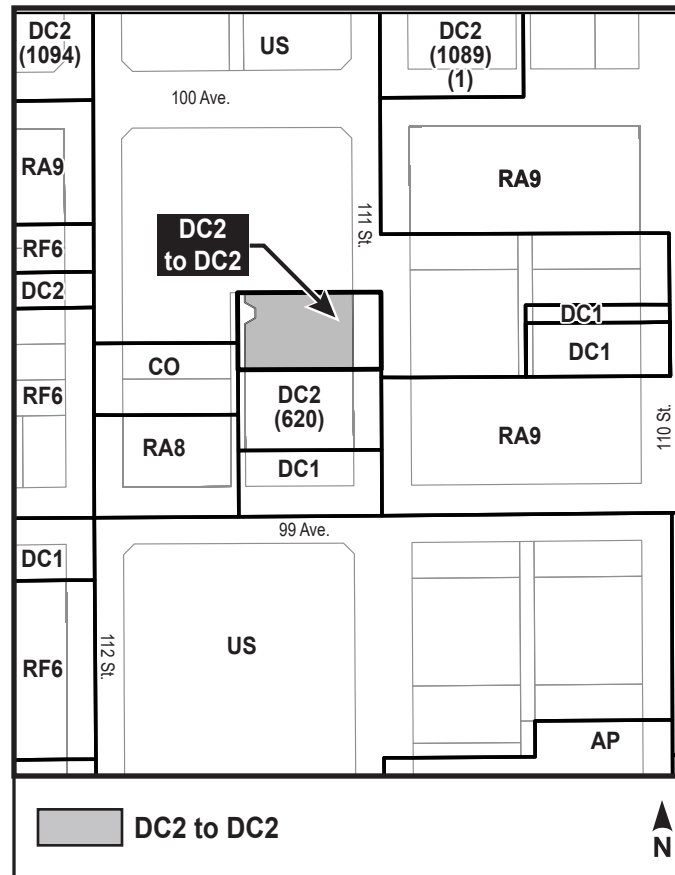 DC2
(1094)
US
DC2
(1089)
(1)
100 Ave.
RA9
RA9
111 St.
DC2
to DC2
RF6
DC2
DC1
DC1
CO
RF6
DC2
(620)
RA8
RA9
110 St.
DC1
99 Ave.
DC1
RF6
112 St.
US
AP
DC2 to DC2
N